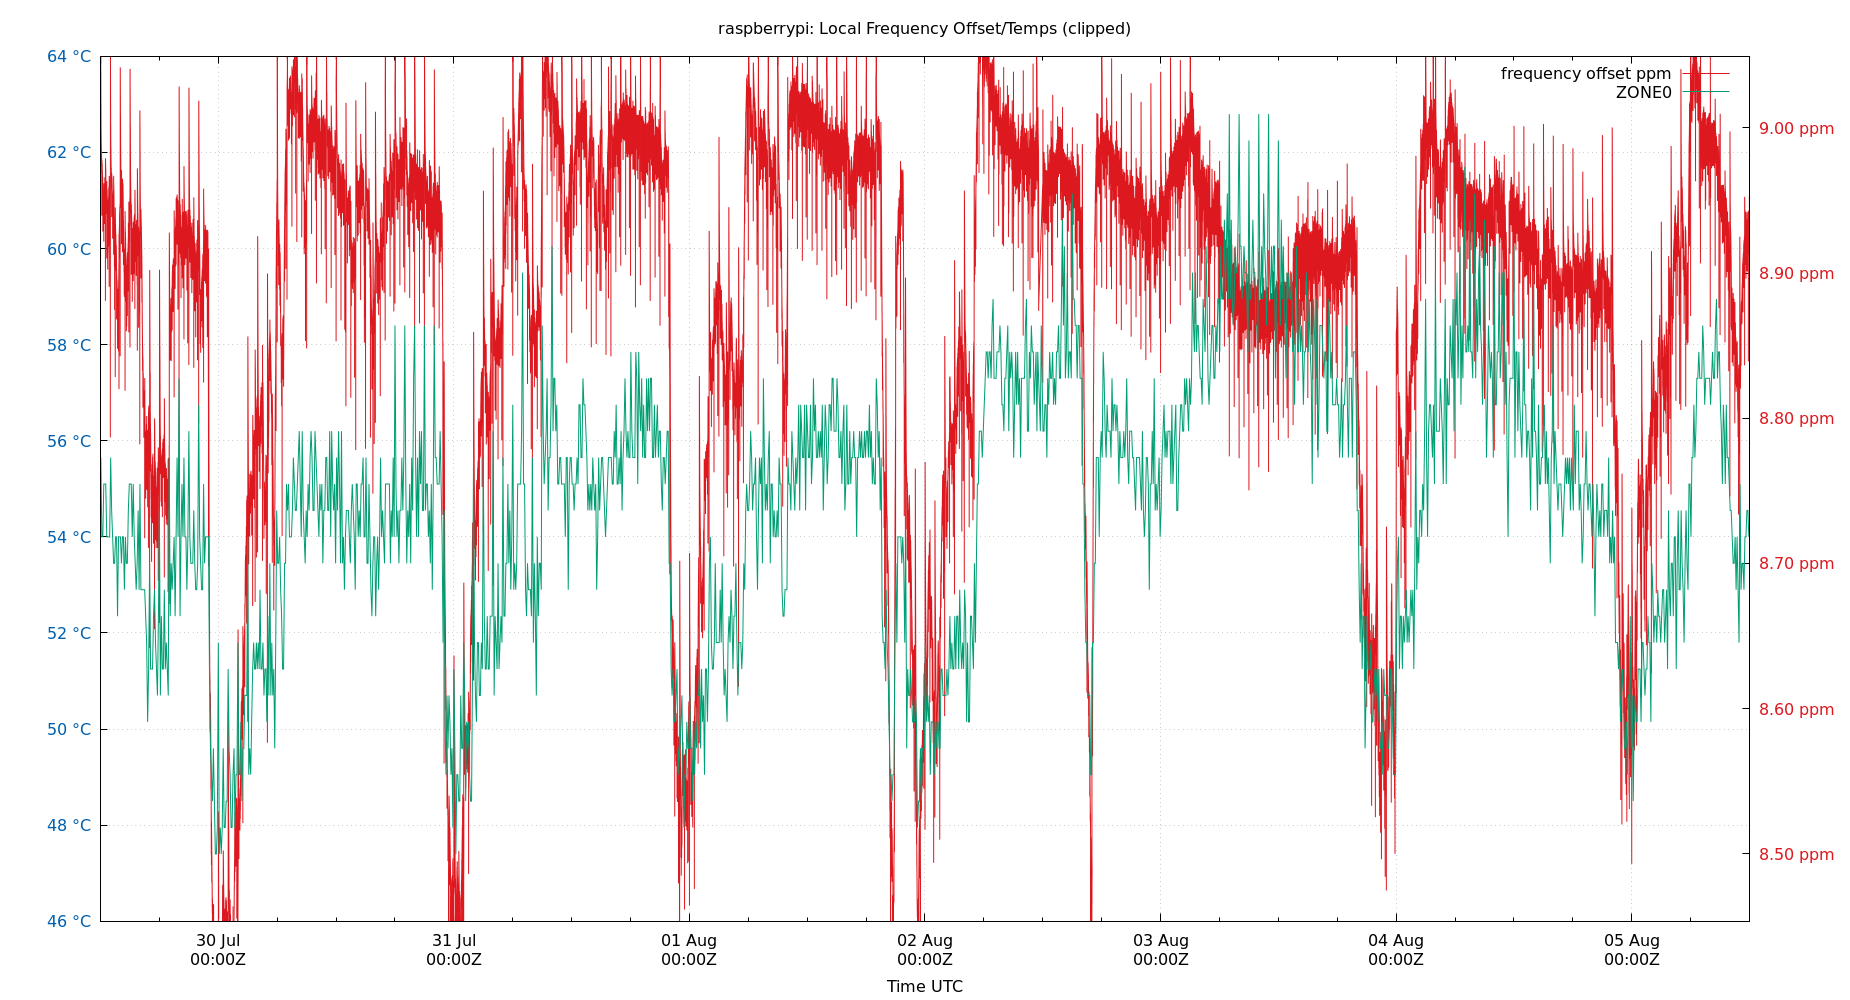 raspberrypi: Local Frequency Offset/Temps (clipped)
64 °C
62 °C
60 °C
58 °C
56 °C
54 °C
52 °C
50 °C
48 °C
46 °C
frequency offset ppm
ZONE0
9.00 ppm
8.90 ppm
8.80 ppm
8.70 ppm
8.60 ppm
8.50 ppm
30 Jul
00:00Z
31 Jul
00:00Z
01 Aug
00:00Z
02 Aug
00:00Z
03 Aug
00:00Z
04 Aug
00:00Z
05 Aug
00:00Z
Time UTC